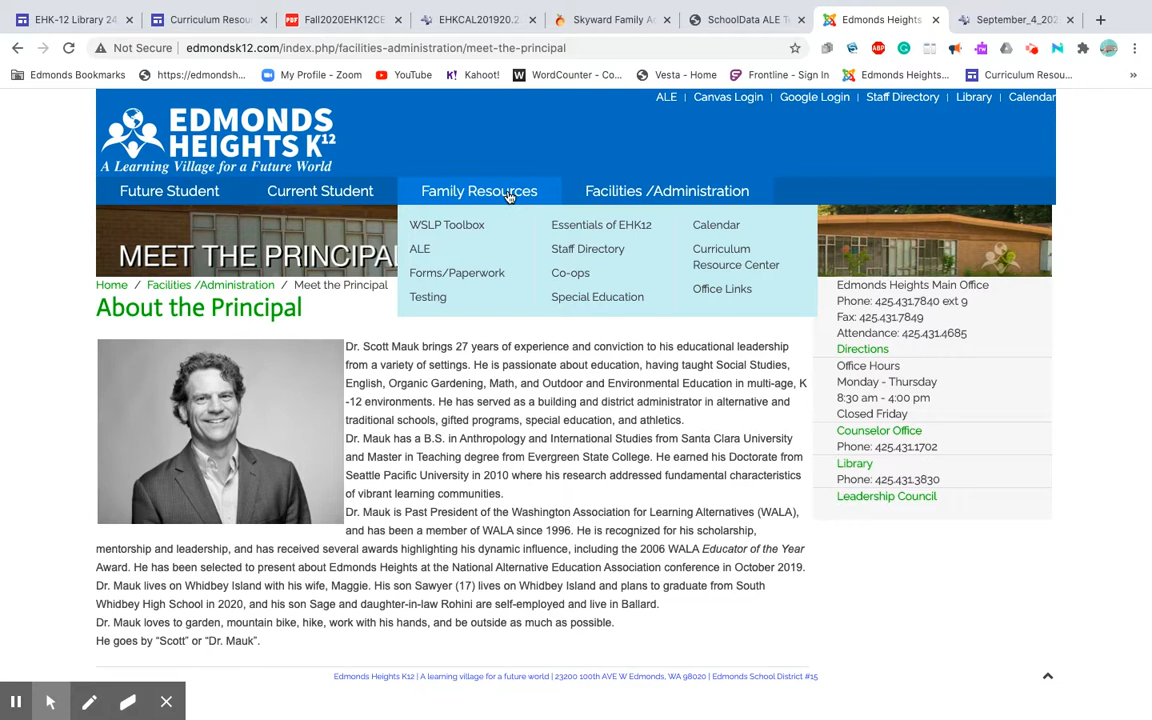 EHK-12 Library 24
Curriculum Resou
Fall2020EHK12CE
EHKCAL201920.2
Skyward Family Ac
SchoolData ALE T
Edmonds Heights
September_4_202
Not Secure
edmondsk12.com/index.php/facilities-administration/meet-the-principal
Edmonds Bookmarks
https://edmondsh...
My Profile - Zoom
YouTube
Kahoot!
WordCounter - Co...
Vesta - Home
Frontline - Sign In
Edmonds Heights...
Curriculum Resou...
ALE | Canvas Login | Google Login | Staff Directory | Library | Calendar
EDMONDS
HEIGHTS K12
A Learning Village for a Future World
Future Student
Current Student
Family Resources
Facilities /Administration
WSLP Toolbox
ALE
Forms/Paperwork
Testing
Essentials of EHK12
Staff Directory
Co-ops
Special Education
Calendar
Curriculum
Resource Center
Office Links
MEET THE PRINCIPAL
Home / Facilities /Administration / Meet the Principal
About the Principal
Dr. Scott Mauk brings 27 years of experience and conviction to his educational leadership
from a variety of settings. He is passionate about education, having taught Social Studies,
English, Organic Gardening, Math, and Outdoor and Environmental Education in multi-age, K
-12 environments. He has served as a building and district administrator in alternative and
traditional schools, gifted programs, special education, and athletics.
Dr. Mauk has a B.S. in Anthropology and International Studies from Santa Clara University
and Master in Teaching degree from Evergreen State College. He earned his Doctorate from
Seattle Pacific University in 2010 where his research addressed fundamental characteristics
of vibrant learning communities.
Dr. Mauk is Past President of the Washington Association for Learning Alternatives (WALA),
and has been a member of WALA since 1996. He is recognized for his scholarship,
mentorship and leadership, and has received several awards highlighting his dynamic influence, including the 2006 WALA Educator of the Year
Award. He has been selected to present about Edmonds Heights at the National Alternative Education Association conference in October 2019.
Dr. Mauk lives on Whidbey Island with his wife, Maggie. His son Sawyer (17) lives on Whidbey Island and plans to graduate from South
Whidbey High School in 2020, and his son Sage and daughter-in-law Rohini are self-employed and live in Ballard.
Dr. Mauk loves to garden, mountain bike, hike, work with his hands, and be outside as much as possible.
He goes by “Scott” or “Dr. Mauk”.
Edmonds Heights Main Office
Phone: 425.431.7840 ext 9
Fax: 425.431.7849
Attendance: 425.431.4685
Directions
Office Hours
Monday - Thursday
8:30 am - 4:00 pm
Closed Friday
Counselor Office
Phone: 425.431.1702
Library
Phone: 425.431.3830
Leadership Council
Edmonds Heights K12 | A learning village for a future world | 23200 100th AVE W Edmonds, WA 98020 | Edmonds School District #15